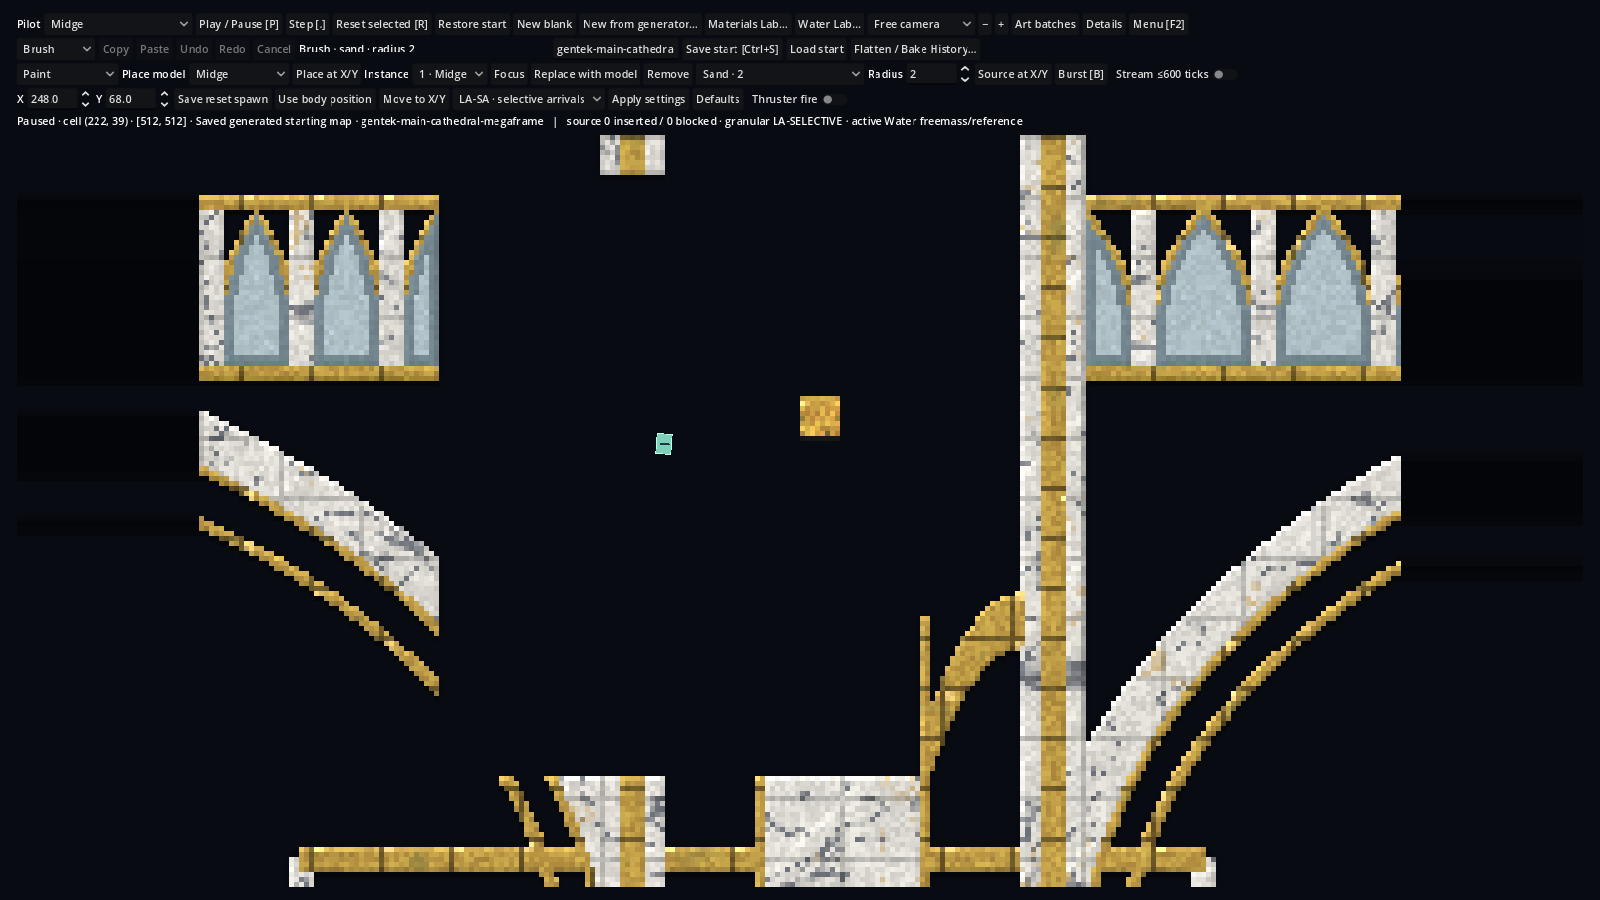 Pilot Midge Play / Pause [P] Step [.] Reset selected [R] Restore start New blank New from generator... Materials Lab... Water Lab... Free camera − + Art batches Details Menu [F2]
Brush Copy Paste Undo Redo Cancel Brush · sand · radius 2 gentek-main-cathedra Save start [Ctrl+S] Load start Flatten / Bake History...
Paint Place model Midge Place at X/Y Instance 1 · Midge Focus Replace with model Remove Sand · 2 Radius 2 Source at X/Y Burst [B] Stream ≤600 ticks
X 248.0 Y 68.0 Save reset spawn Use body position Move to X/Y LA-SA · selective arrivals Apply settings Defaults Thruster fire
Paused · cell (222, 39) · [512, 512] · Saved generated starting map · gentek-main-cathedral-megaframe | source 0 inserted / 0 blocked · granular LA-SELECTIVE · active Water freemass/reference